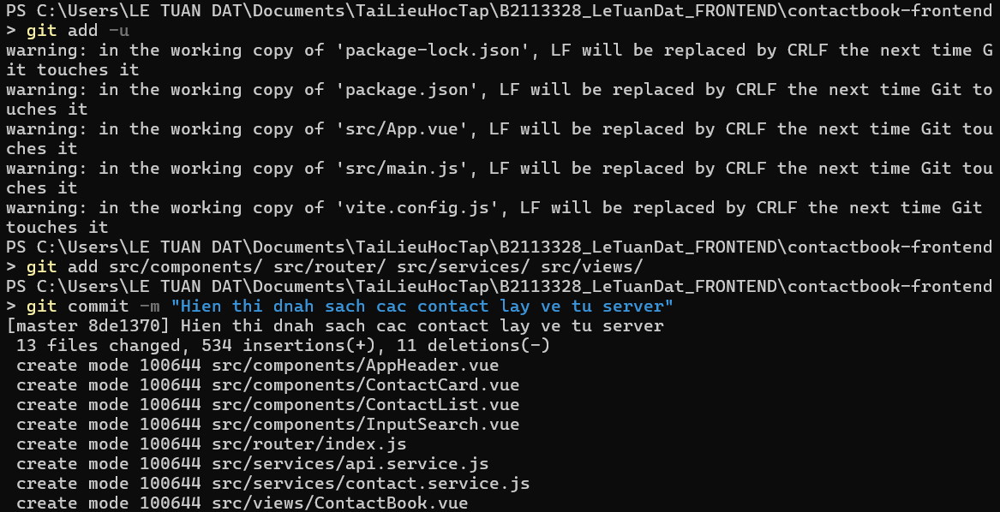 PS C:\Users\LE TUAN DAT\Documents\TaiLieuHocTap\B2113328_LeTuanDat_FRONTEND\contactbook-frontend
> git add -u
warning: in the working copy of 'package-lock.json', LF will be replaced by CRLF the next time G
it touches it
warning: in the working copy of 'package.json', LF will be replaced by CRLF the next time Git to
uches it
warning: in the working copy of 'src/App.vue', LF will be replaced by CRLF the next time Git tou
ches it
warning: in the working copy of 'src/main.js', LF will be replaced by CRLF the next time Git tou
ches it
warning: in the working copy of 'vite.config.js', LF will be replaced by CRLF the next time Git
touches it
PS C:\Users\LE TUAN DAT\Documents\TaiLieuHocTap\B2113328_LeTuanDat_FRONTEND\contactbook-frontend
> git add src/components/ src/router/ src/services/ src/views/
PS C:\Users\LE TUAN DAT\Documents\TaiLieuHocTap\B2113328_LeTuanDat_FRONTEND\contactbook-frontend
> git commit -m "Hien thi dnah sach cac contact lay ve tu server"
[master 8de1370] Hien thi dnah sach cac contact lay ve tu server
 13 files changed, 534 insertions(+), 11 deletions(-)
 create mode 100644 src/components/AppHeader.vue
 create mode 100644 src/components/ContactCard.vue
 create mode 100644 src/components/ContactList.vue
 create mode 100644 src/components/InputSearch.vue
 create mode 100644 src/router/index.js
 create mode 100644 src/services/api.service.js
 create mode 100644 src/services/contact.service.js
 create mode 100644 src/views/ContactBook.vue